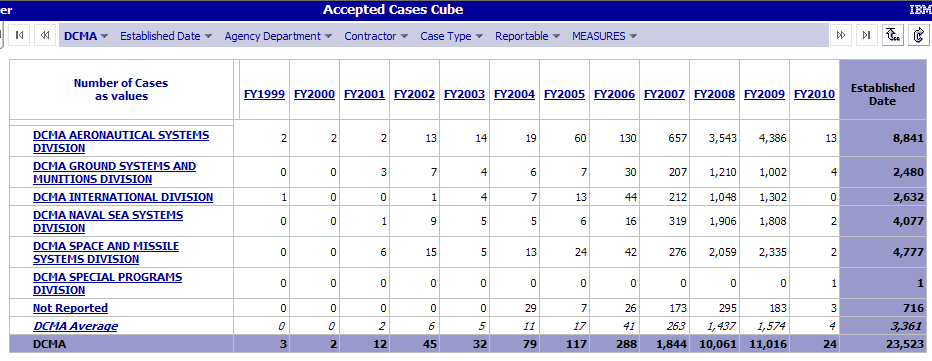 er Accepted Cases Cube IBM
DCMA Established Date Agency Department Contractor Case Type Reportable MEASURES
Number of Cases
as values
FY1999 FY2000 FY2001 FY2002 FY2003 FY2004 FY2005 FY2006 FY2007 FY2008 FY2009 FY2010
Established
Date
DCMA AERONAUTICAL SYSTEMS
DIVISION
2 2 2 13 14 19 60 130 657 3,543 4,386 13 8,841
DCMA GROUND SYSTEMS AND
MUNITIONS DIVISION
0 0 3 7 4 6 7 30 207 1,210 1,002 4 2,480
DCMA INTERNATIONAL DIVISION 1 0 0 1 4 7 13 44 212 1,048 1,302 0 2,632
DCMA NAVAL SEA SYSTEMS
DIVISION
0 0 1 9 5 5 6 16 319 1,906 1,808 2 4,077
DCMA SPACE AND MISSILE
SYSTEMS DIVISION
0 0 6 15 5 13 24 42 276 2,059 2,335 2 4,777
DCMA SPECIAL PROGRAMS
DIVISION
0 0 0 0 0 0 0 0 0 0 0 1 1
Not Reported 0 0 0 0 0 29 7 26 173 295 183 3 716
DCMA Average 0 0 2 6 5 11 17 41 263 1,437 1,574 4 3,361
DCMA 3 2 12 45 32 79 117 288 1,844 10,061 11,016 24 23,523